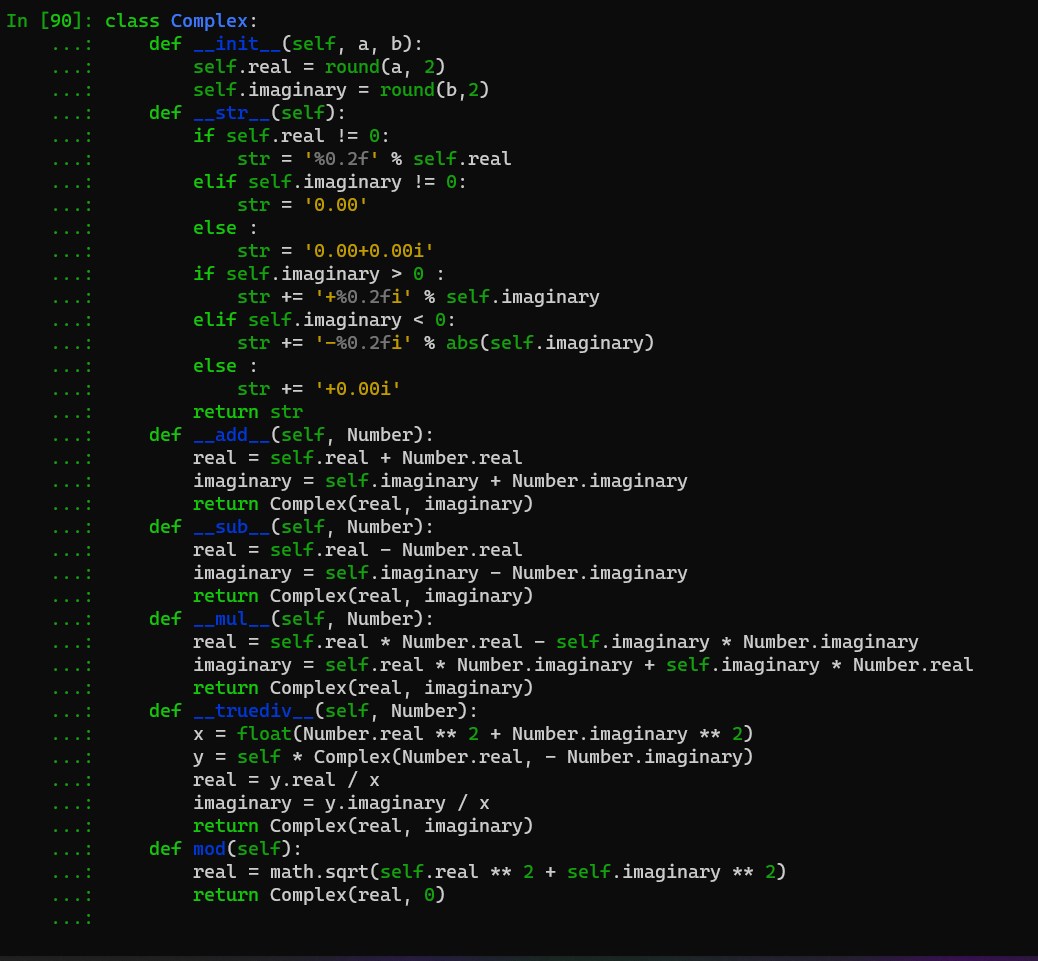 In [90]: class Complex:
    ...:     def __init__(self, a, b):
    ...:         self.real = round(a, 2)
    ...:         self.imaginary = round(b,2)
    ...:     def __str__(self):
    ...:         if self.real != 0:
    ...:             str = '%0.2f' % self.real
    ...:         elif self.imaginary != 0:
    ...:             str = '0.00'
    ...:         else :
    ...:             str = '0.00+0.00i'
    ...:         if self.imaginary > 0 :
    ...:             str += '+%0.2fi' % self.imaginary
    ...:         elif self.imaginary < 0:
    ...:             str += '-%0.2fi' % abs(self.imaginary)
    ...:         else :
    ...:             str += '+0.00i'
    ...:         return str
    ...:     def __add__(self, Number):
    ...:         real = self.real + Number.real
    ...:         imaginary = self.imaginary + Number.imaginary
    ...:         return Complex(real, imaginary)
    ...:     def __sub__(self, Number):
    ...:         real = self.real - Number.real
    ...:         imaginary = self.imaginary - Number.imaginary
    ...:         return Complex(real, imaginary)
    ...:     def __mul__(self, Number):
    ...:         real = self.real * Number.real - self.imaginary * Number.imaginary
    ...:         imaginary = self.real * Number.imaginary + self.imaginary * Number.real
    ...:         return Complex(real, imaginary)
    ...:     def __truediv__(self, Number):
    ...:         x = float(Number.real ** 2 + Number.imaginary ** 2)
    ...:         y = self * Complex(Number.real, - Number.imaginary)
    ...:         real = y.real / x
    ...:         imaginary = y.imaginary / x
    ...:         return Complex(real, imaginary)
    ...:     def mod(self):
    ...:         real = math.sqrt(self.real ** 2 + self.imaginary ** 2)
    ...:         return Complex(real, 0)
    ...: